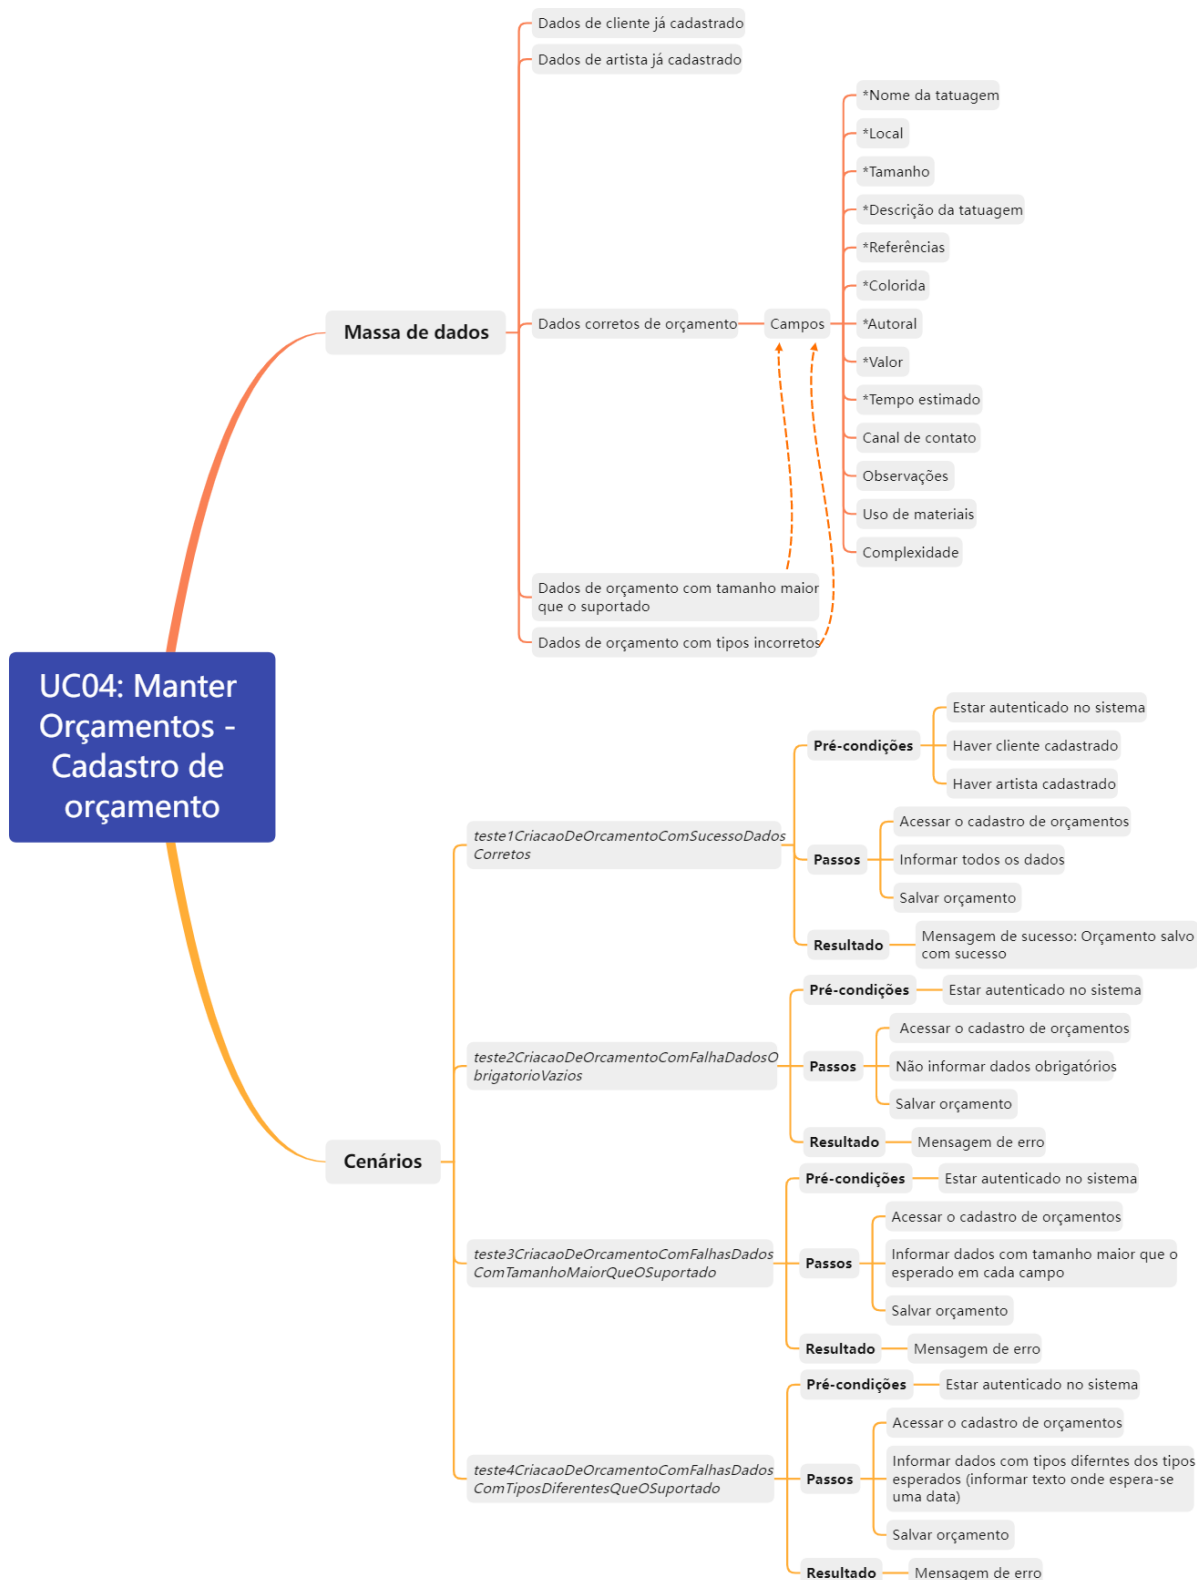 UC04: Manter
Orçamentos -
Cadastro de
orçamento
Massa de dados
Dados de cliente já cadastrado
Dados de artista já cadastrado
Dados corretos de orçamento
Campos
*Nome da tatuagem
*Local
*Tamanho
*Descrição da tatuagem
*Referências
*Colorida
*Autoral
*Valor
*Tempo estimado
Canal de contato
Observações
Uso de materiais
Complexidade
Dados de orçamento com tamanho maior
que o suportado
Dados de orçamento com tipos incorretos
Cenários
teste1CriacaoDeOrcamentoComSucessoDados
Corretos
Pré-condições
Estar autenticado no sistema
Haver cliente cadastrado
Haver artista cadastrado
Passos
Acessar o cadastro de orçamentos
Informar todos os dados
Salvar orçamento
Resultado
Mensagem de sucesso: Orçamento salvo
com sucesso
teste2CriacaoDeOrcamentoComFalhaDadosO
brigatorioVazios
Pré-condições
Estar autenticado no sistema
Passos
Acessar o cadastro de orçamentos
Não informar dados obrigatórios
Salvar orçamento
Resultado
Mensagem de erro
teste3CriacaoDeOrcamentoComFalhasDados
ComTamanhoMaiorQueOSuportado
Pré-condições
Estar autenticado no sistema
Passos
Acessar o cadastro de orçamentos
Informar dados com tamanho maior que o
esperado em cada campo
Salvar orçamento
Resultado
Mensagem de erro
teste4CriacaoDeOrcamentoComFalhasDados
ComTiposDiferentesQueOSuportado
Pré-condições
Estar autenticado no sistema
Passos
Acessar o cadastro de orçamentos
Informar dados com tipos diferntes dos tipos
esperados (informar texto onde espera-se
uma data)
Salvar orçamento
Resultado
Mensagem de erro